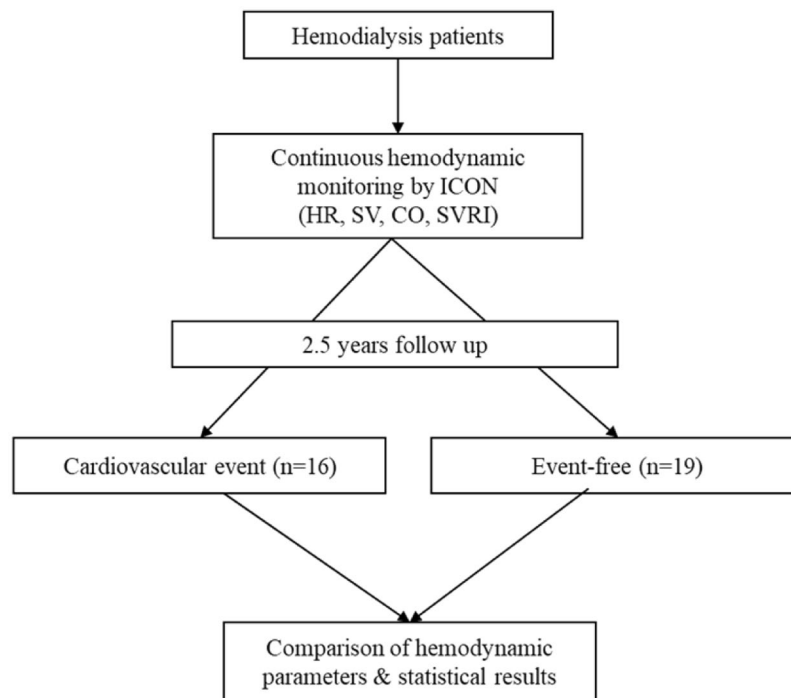 Hemodialysis patients
Continuous hemodynamic
monitoring by ICON
(HR, SV, CO, SVRI)
2.5 years follow up
Cardiovascular event (n=16)
Event-free (n=19)
Comparison of hemodynamic
parameters & statistical results